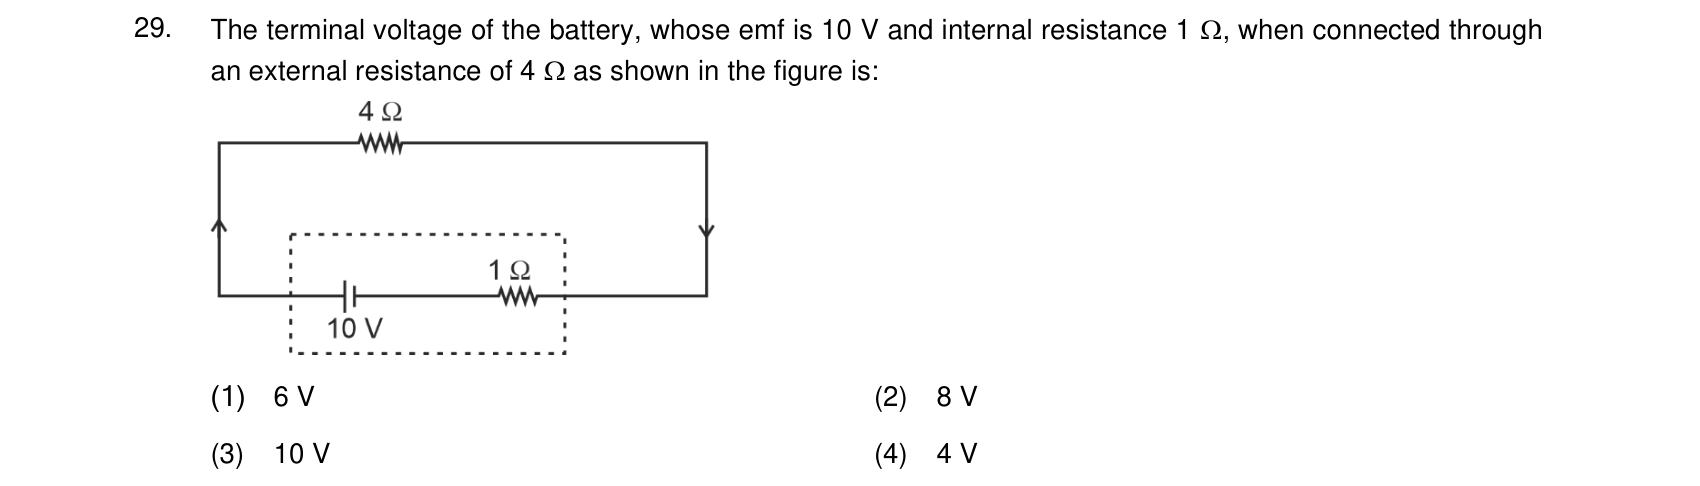 29. The terminal voltage of the battery, whose emf is 10 V and internal resistance 1 Ω, when connected through
an external resistance of 4 Ω as shown in the figure is:
4 Ω
1 Ω
10 V
(1) 6 V (2) 8 V
(3) 10 V (4) 4 V